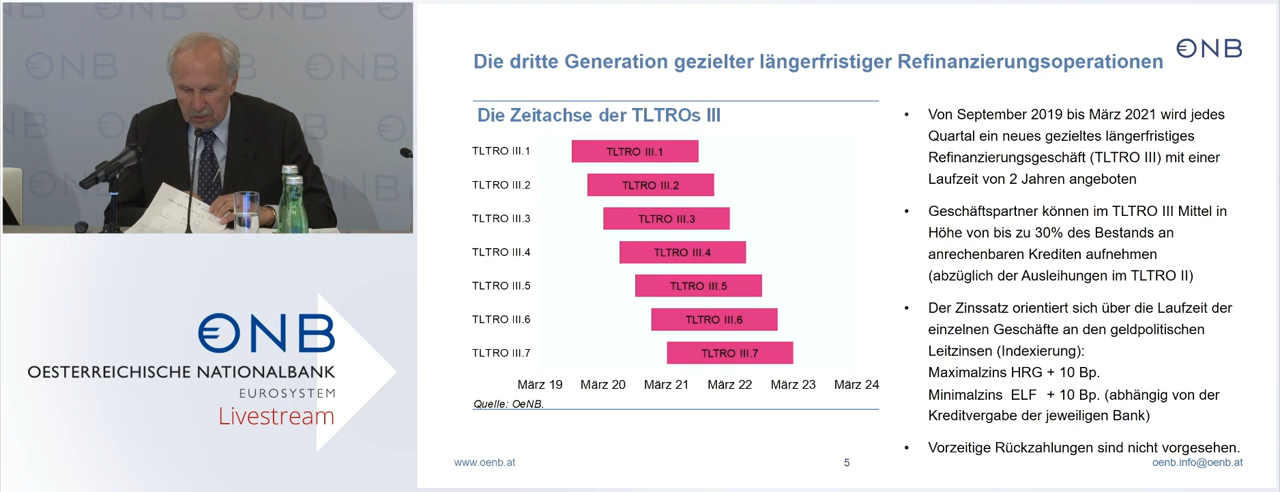 ONB
ONB
ONB
ONB
ONB
OESTERREICHISCHE NATIONALBANK
EUROSYSTEM
Livestream
Die dritte Generation gezielter längerfristiger Refinanzierungsoperationen
ONB
Die Zeitachse der TLTROs III
TLTRO III.1 TLTRO III.1
TLTRO III.2 TLTRO III.2
TLTRO III.3 TLTRO III.3
TLTRO III.4 TLTRO III.4
TLTRO III.5 TLTRO III.5
TLTRO III.6 TLTRO III.6
TLTRO III.7 TLTRO III.7
März 19 März 20 März 21 März 22 März 23 März 24
Quelle: OeNB.
• Von September 2019 bis März 2021 wird jedes
Quartal ein neues gezieltes längerfristiges
Refinanzierungsgeschäft (TLTRO III) mit einer
Laufzeit von 2 Jahren angeboten
• Geschäftspartner können im TLTRO III Mittel in
Höhe von bis zu 30% des Bestands an
anrechenbaren Krediten aufnehmen
(abzüglich der Ausleihungen im TLTRO II)
• Der Zinssatz orientiert sich über die Laufzeit der
einzelnen Geschäfte an den geldpolitischen
Leitzinsen (Indexierung):
Maximalzins HRG + 10 Bp.
Minimalzins ELF + 10 Bp. (abhängig von der
Kreditvergabe der jeweiligen Bank)
• Vorzeitige Rückzahlungen sind nicht vorgesehen.
www.oenb.at 5 oenb.info@oenb.at